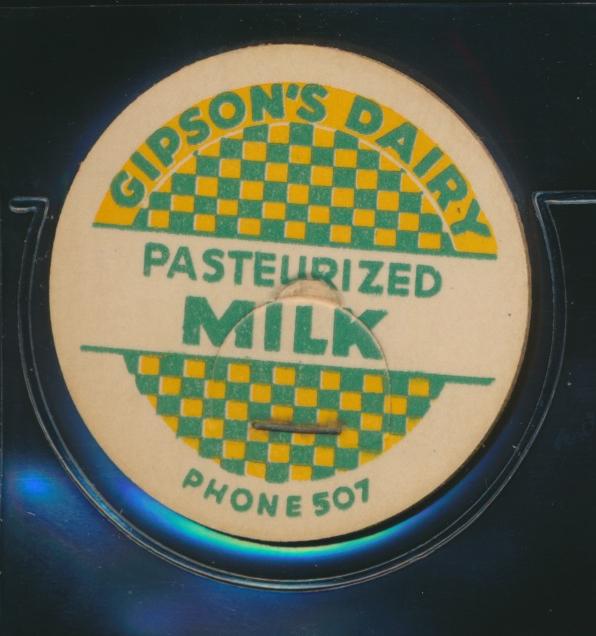 GIPSON'S DAIRY
PASTEURIZED
MILK
PHONE 507